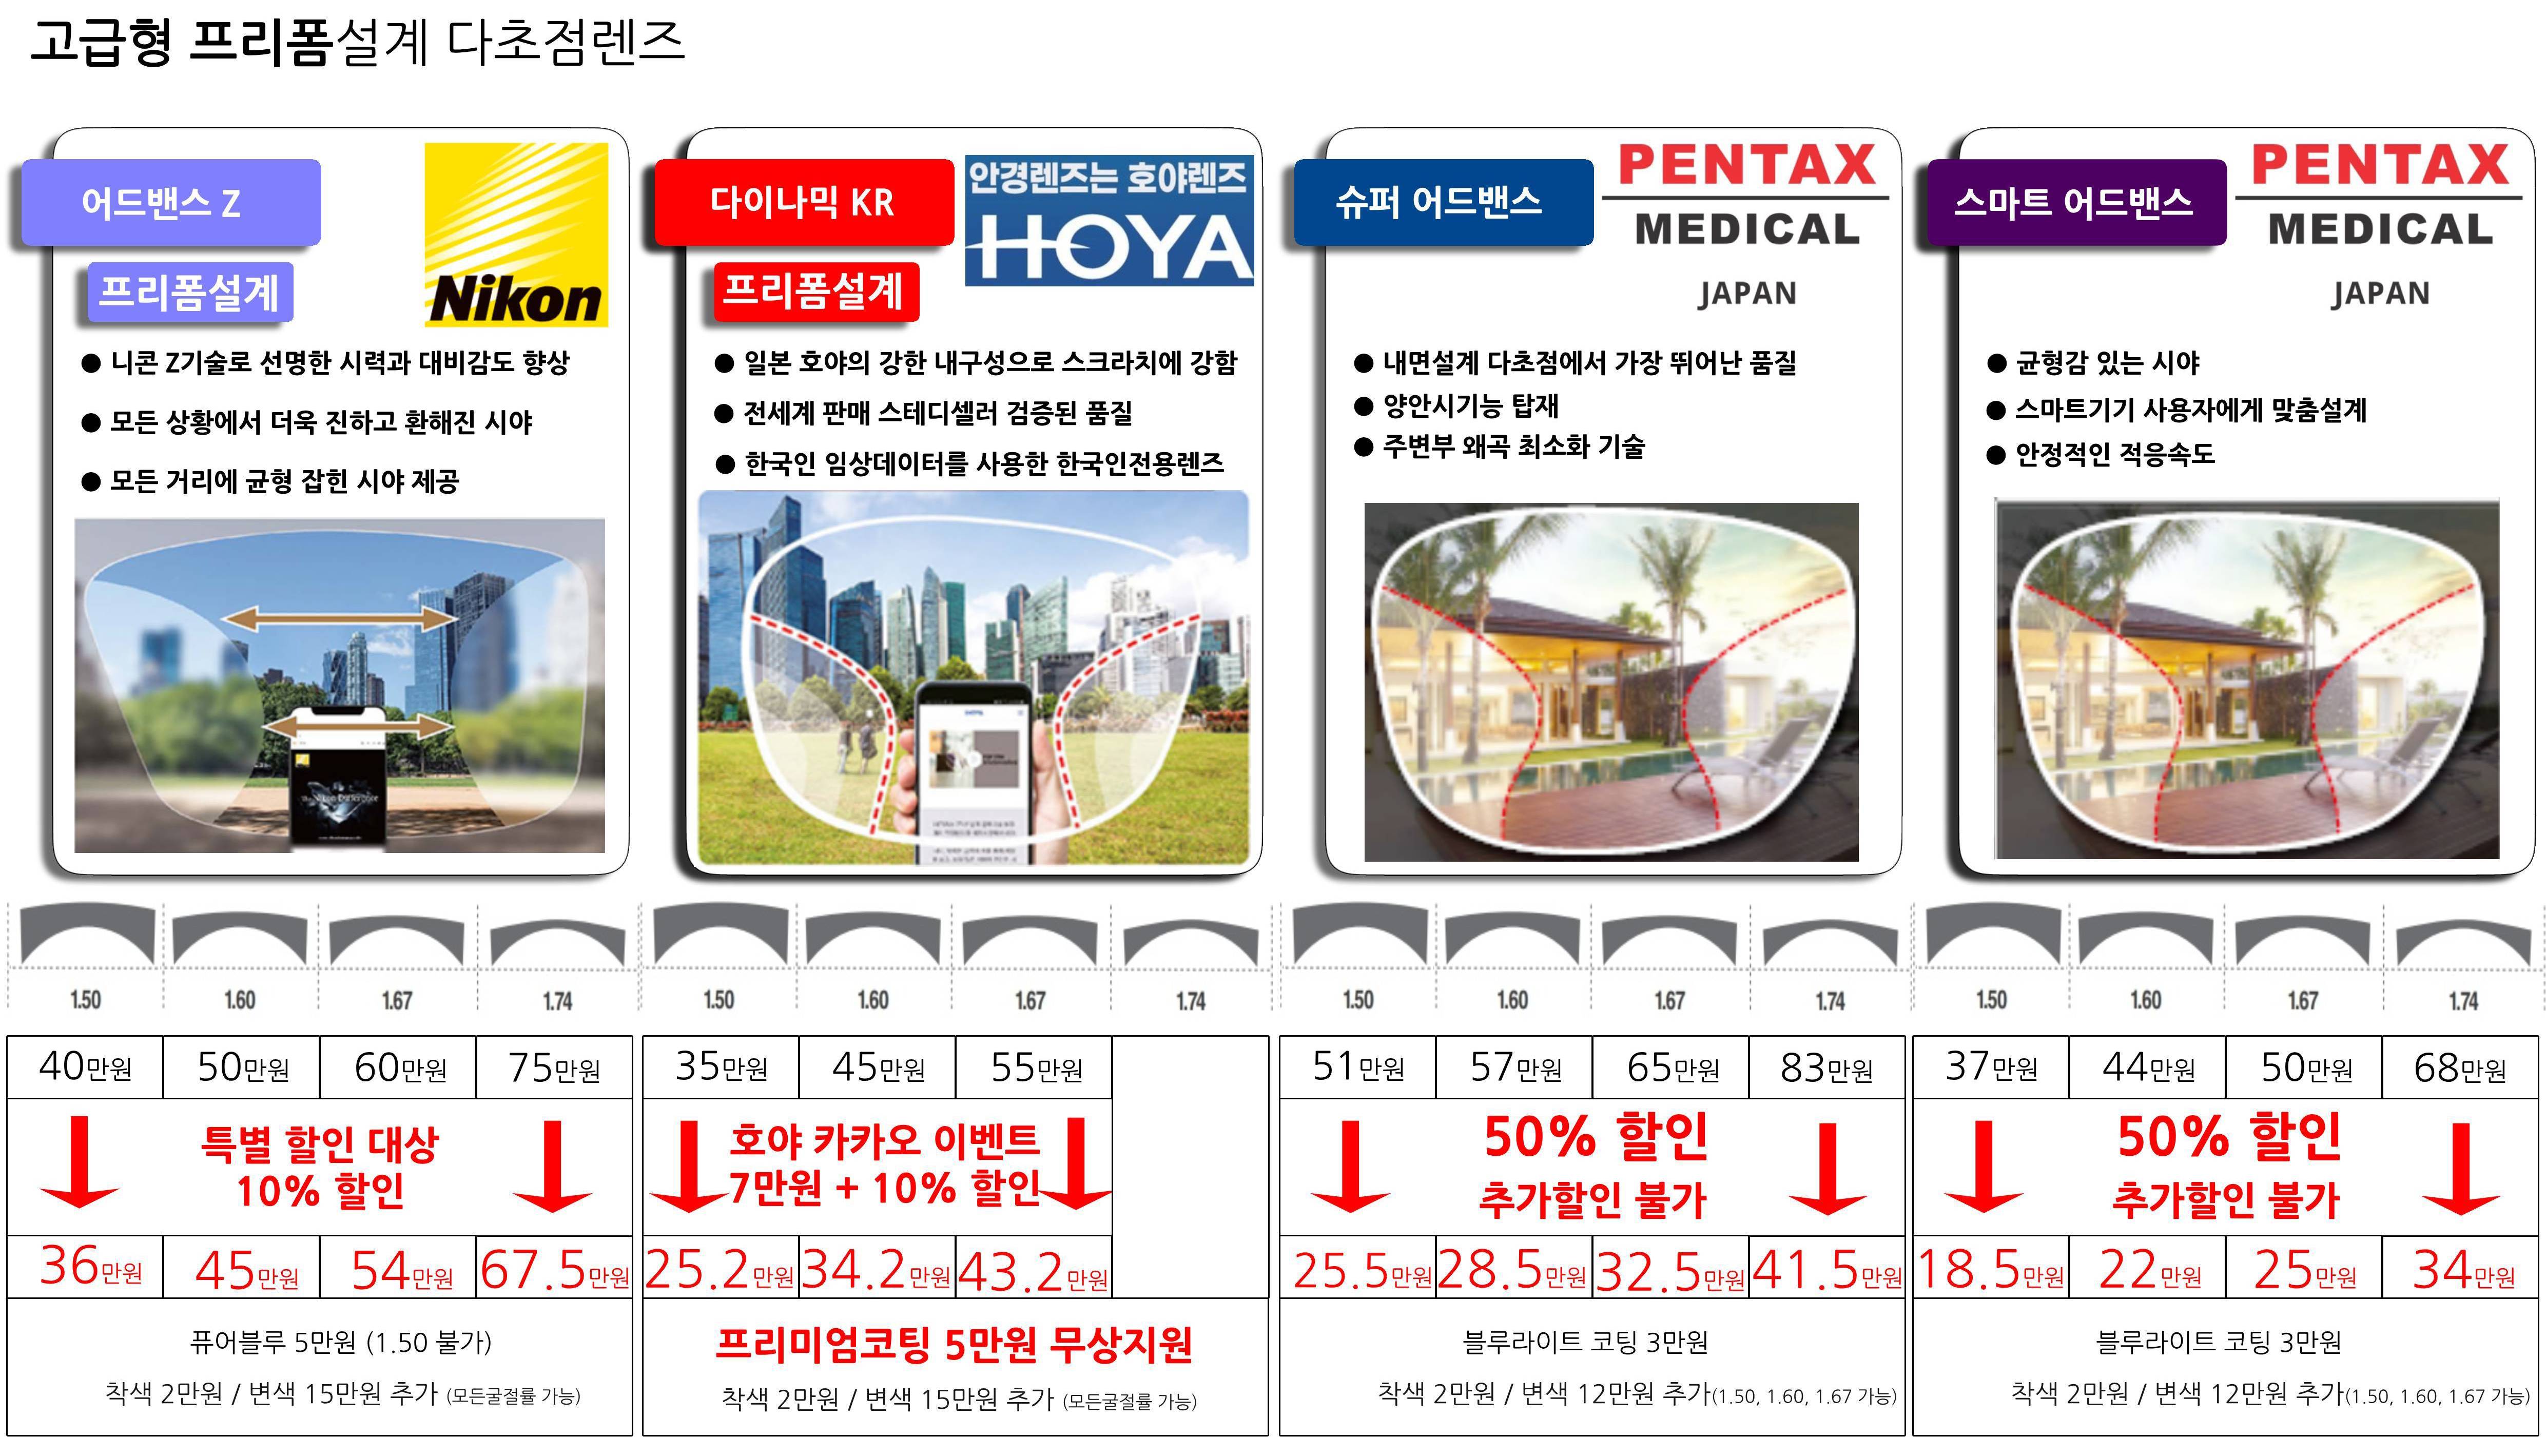 고급형 프리폼설계 다초점렌즈
어드밴스 Z
프리폼설계
Nikon
● 니콘 Z기술로 선명한 시력과 대비감도 향상
● 모든 상황에서 더욱 진하고 환해진 시야
● 모든 거리에 균형 잡힌 시야 제공
1.50 1.60 1.67 1.74
40만원 50만원 60만원 75만원
특별 할인 대상
10% 할인
36만원 45만원 54만원 67.5만원
퓨어블루 5만원 (1.50 불가)
착색 2만원 / 변색 15만원 추가 (모든굴절률 가능)
다이나믹 KR
프리폼설계
안경렌즈는 호야렌즈
HOYA
● 일본 호야의 강한 내구성으로 스크라치에 강함
● 전세계 판매 스테디셀러 검증된 품질
● 한국인 임상데이터를 사용한 한국인전용렌즈
1.50 1.60 1.67 1.74
35만원 45만원 55만원
호야 카카오 이벤트
7만원 + 10% 할인
25.2만원 34.2만원 43.2만원
프리미엄코팅 5만원 무상지원
착색 2만원 / 변색 15만원 추가 (모든굴절률 가능)
슈퍼 어드밴스
PENTAX
MEDICAL
JAPAN
● 내면설계 다초점에서 가장 뛰어난 품질
● 양안시기능 탑재
● 주변부 왜곡 최소화 기술
1.50 1.60 1.67 1.74
51만원 57만원 65만원 83만원
50% 할인
추가할인 불가
25.5만원 28.5만원 32.5만원 41.5만원
블루라이트 코팅 3만원
착색 2만원 / 변색 12만원 추가(1.50, 1.60, 1.67 가능)
스마트 어드밴스
PENTAX
MEDICAL
JAPAN
● 균형감 있는 시야
● 스마트기기 사용자에게 맞춤설계
● 안정적인 적응속도
1.50 1.60 1.67 1.74
37만원 44만원 50만원 68만원
50% 할인
추가할인 불가
18.5만원 22만원 25만원 34만원
블루라이트 코팅 3만원
착색 2만원 / 변색 12만원 추가(1.50, 1.60, 1.67 가능)